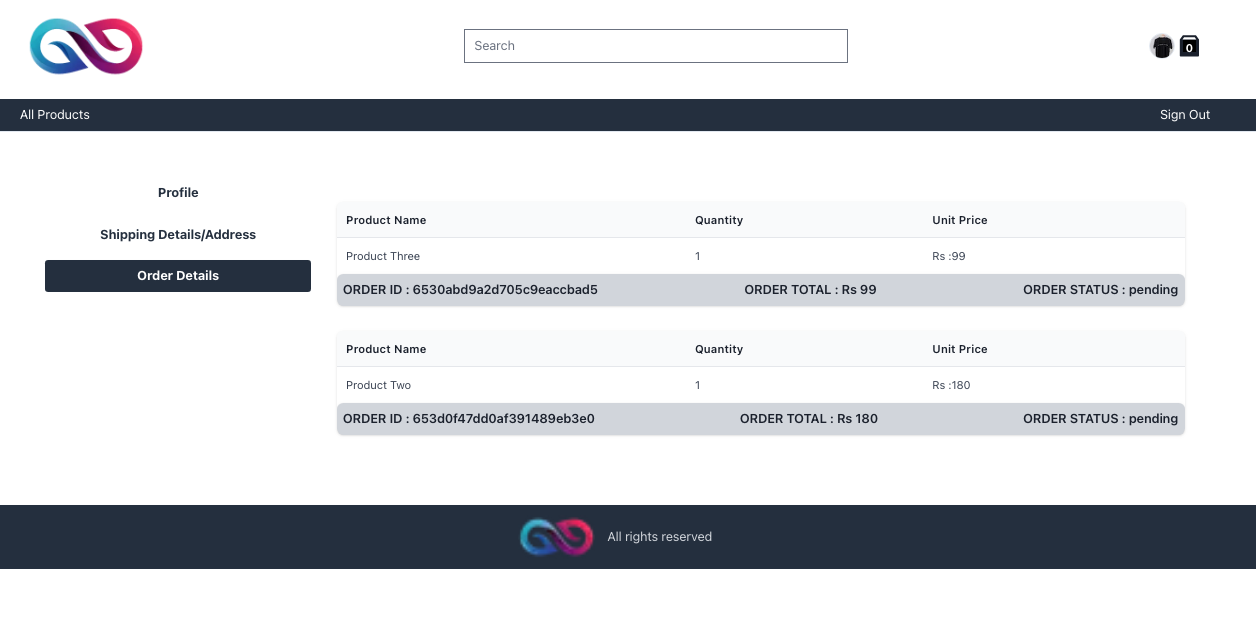 Search
0
All Products Sign Out
Profile
Shipping Details/Address
Order Details
Product Name Quantity Unit Price
Product Three 1 Rs :99
ORDER ID : 6530abd9a2d705c9eaccbad5 ORDER TOTAL : Rs 99 ORDER STATUS : pending
Product Name Quantity Unit Price
Product Two 1 Rs :180
ORDER ID : 653d0f47dd0af391489eb3e0 ORDER TOTAL : Rs 180 ORDER STATUS : pending
All rights reserved